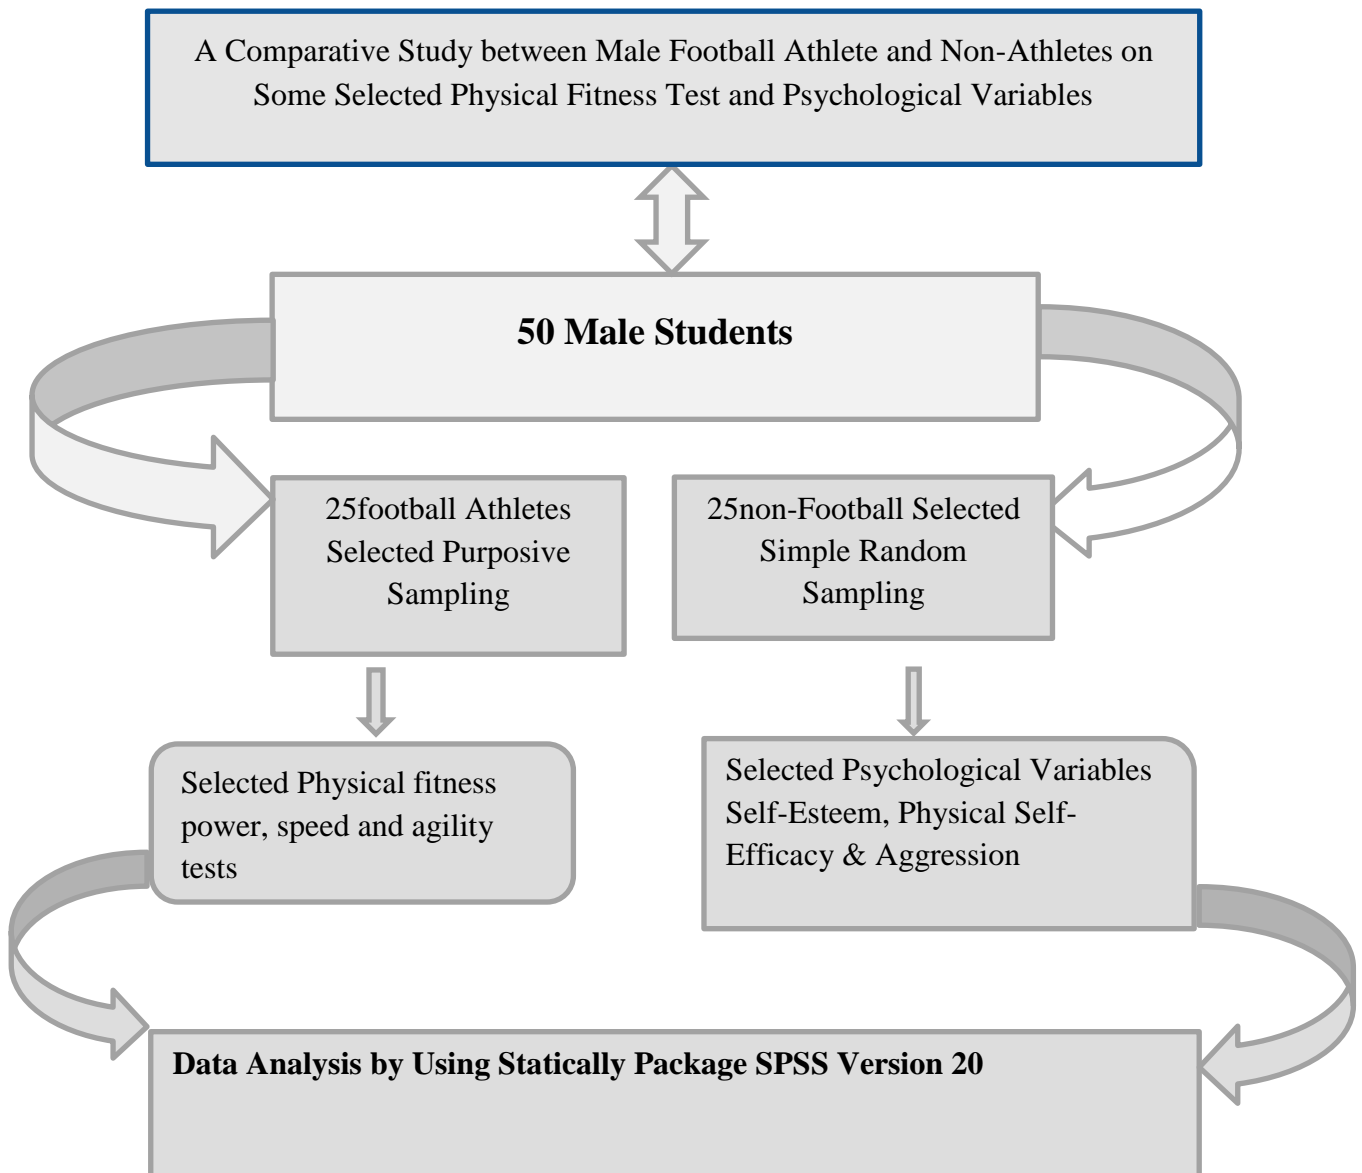 A Comparative Study between Male Football Athlete and Non-Athletes on
Some Selected Physical Fitness Test and Psychological Variables
50 Male Students
25football Athletes
Selected Purposive
Sampling
25non-Football Selected
Simple Random
Sampling
Selected Physical fitness
power, speed and agility
tests
Selected Psychological Variables
Self-Esteem, Physical Self-
Efficacy & Aggression
Data Analysis by Using Statically Package SPSS Version 20